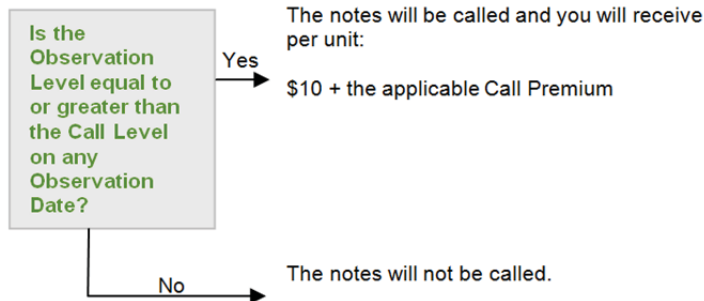 Is the
Observation
Level equal to
or greater than
the Call Level
on any
Observation
Date?
Yes
The notes will be called and you will receive
per unit:
$10 + the applicable Call Premium
No
The notes will not be called.